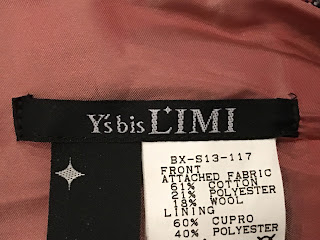 Y's bis LIMI
BX-S13-117
FRONT
ATTACHED FABRIC
61% COTTON
21% POLYESTER
18% WOOL
LINING
60% CUPRO
40% POLYESTER